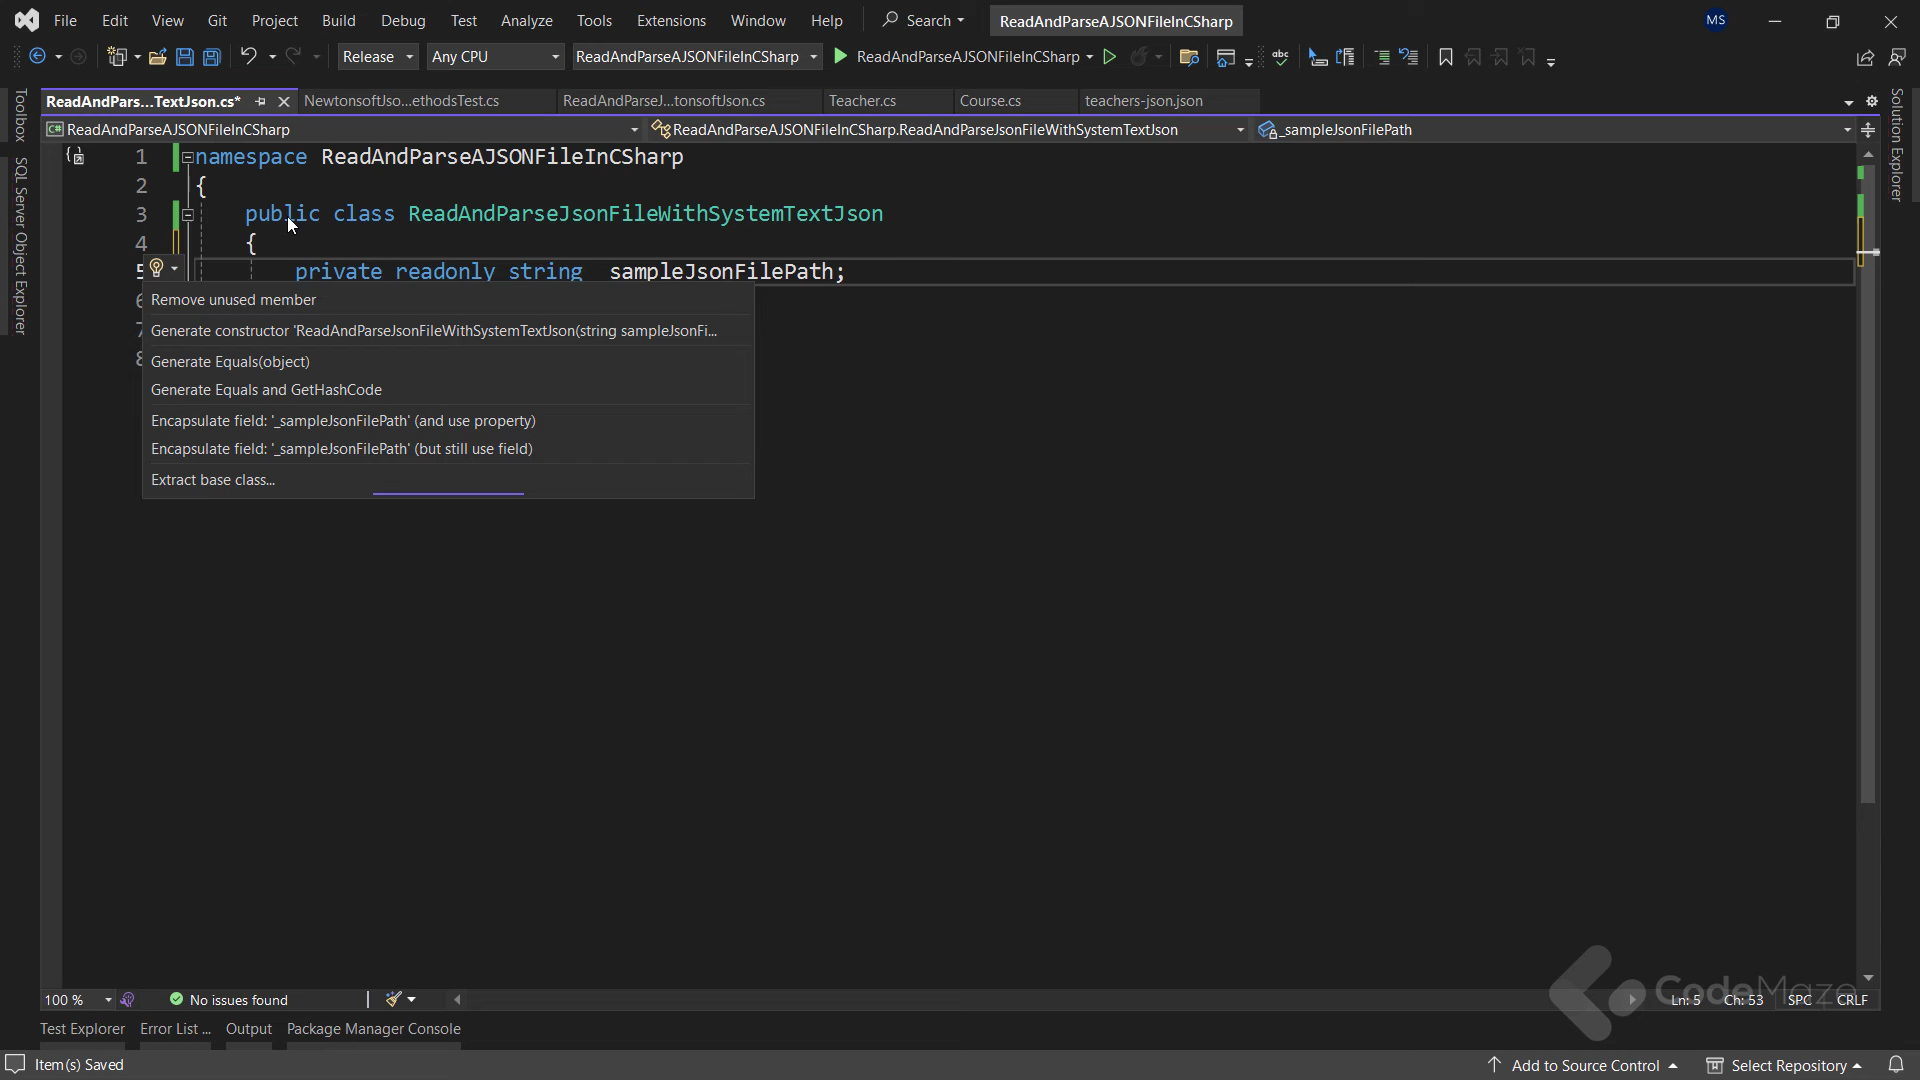 File Edit View Git Project Build Debug Test Analyze Tools Extensions Window Help Search ReadAndParseAJSONFileInCSharp MS
Release Any CPU ReadAndParseAJSONFileInCSharp ReadAndParseAJSONFileInCSharp
ReadAndPars...TextJson.cs* NewtonsoftJso...ethodsTest.cs ReadAndParseJ...tonsoftJson.cs Teacher.cs Course.cs teachers-json.json
ReadAndParseAJSONFileInCSharp ReadAndParseAJSONFileInCSharp.ReadAndParseJsonFileWithSystemTextJson _sampleJsonFilePath
Toolbox
SQL Server Object Explorer
Solution Explorer
1 namespace ReadAndParseAJSONFileInCSharp
2 {
3 public class ReadAndParseJsonFileWithSystemTextJson
4 {
5 private readonly string sampleJsonFilePath;
6
7
8
Remove unused member
Generate constructor 'ReadAndParseJsonFileWithSystemTextJson(string sampleJsonFi...
Generate Equals(object)
Generate Equals and GetHashCode
Encapsulate field: '_sampleJsonFilePath' (and use property)
Encapsulate field: '_sampleJsonFilePath' (but still use field)
Extract base class...
CodeMaze
100 % No issues found Ln: 5 Ch: 53 SPC CRLF
Test Explorer Error List ... Output Package Manager Console
Item(s) Saved Add to Source Control Select Repository